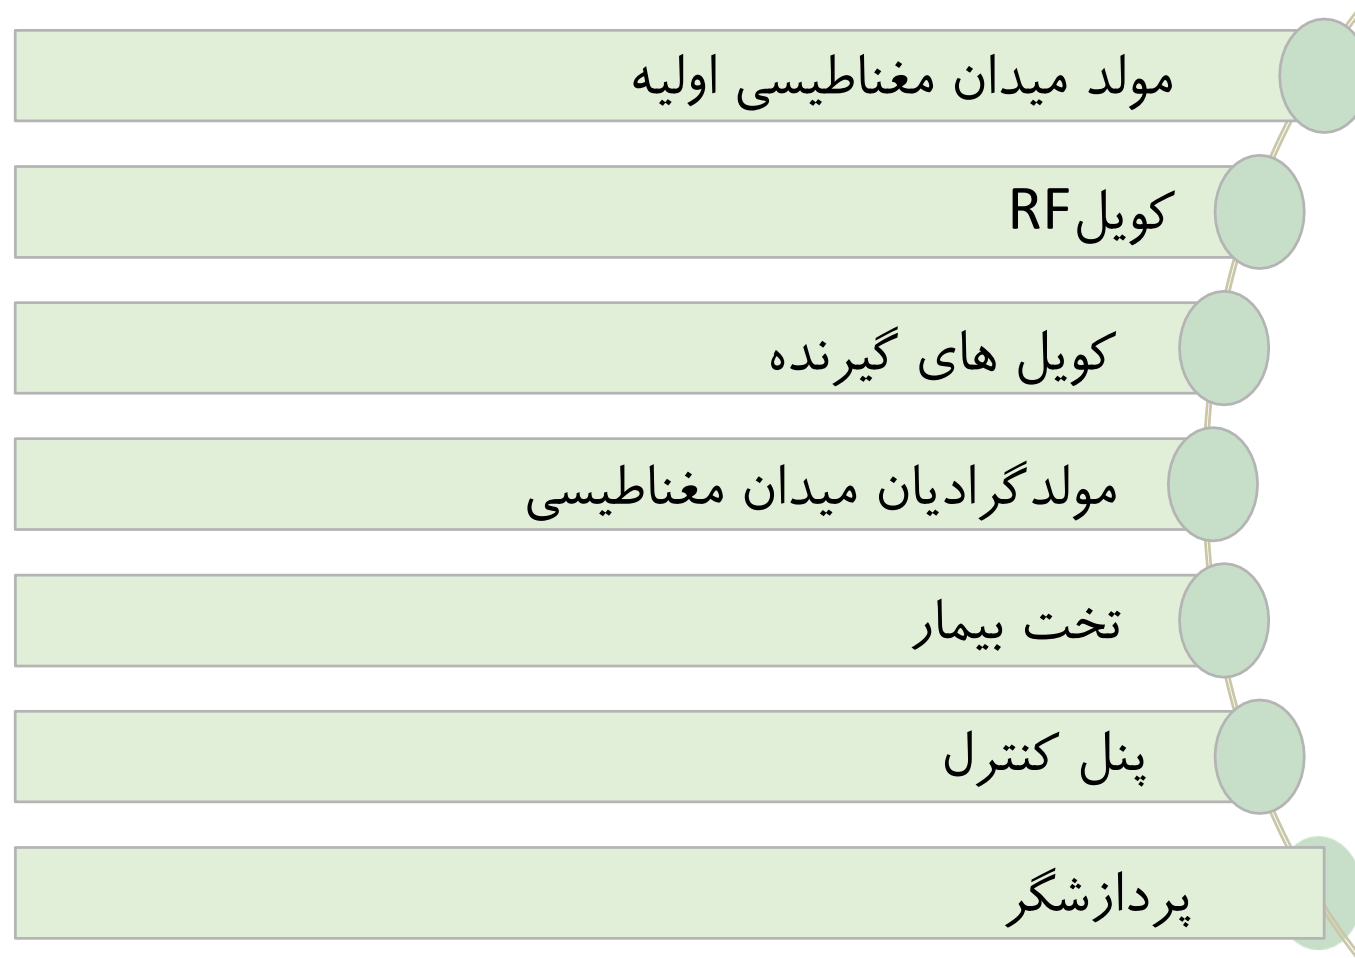 مولد میدان مغناطیسی اولیه
کویلRF
کویل های گیرنده
مولدگرادیان میدان مغناطیسی
تخت بیمار
پنل کنترل
پردازشگر